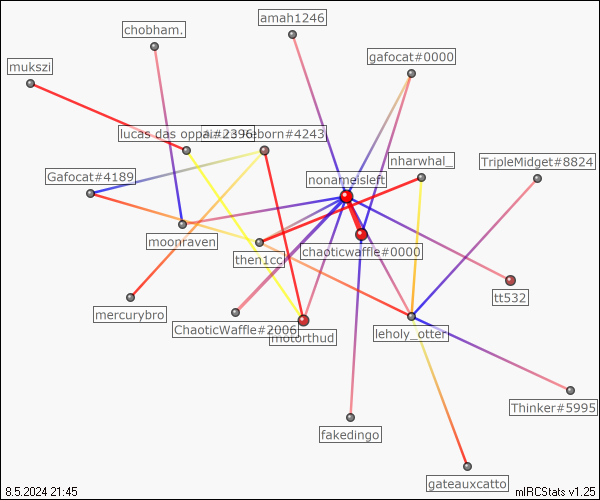 amah1246
chobham.
gafocat#0000
mukszi
lucas das oppai#2396
eborn#4243
nharwhal_
TripleMidget#8824
Gafocat#4189
nonameisleft
moonraven
chaoticwaffle#0000
then1cc
tt532
mercurybro
ChaoticWaffle#2006
motorthud
leholy_otter
Thinker#5995
fakedingo
gateauxcatto
8.5.2024 21:45
mIRCStats v1.25